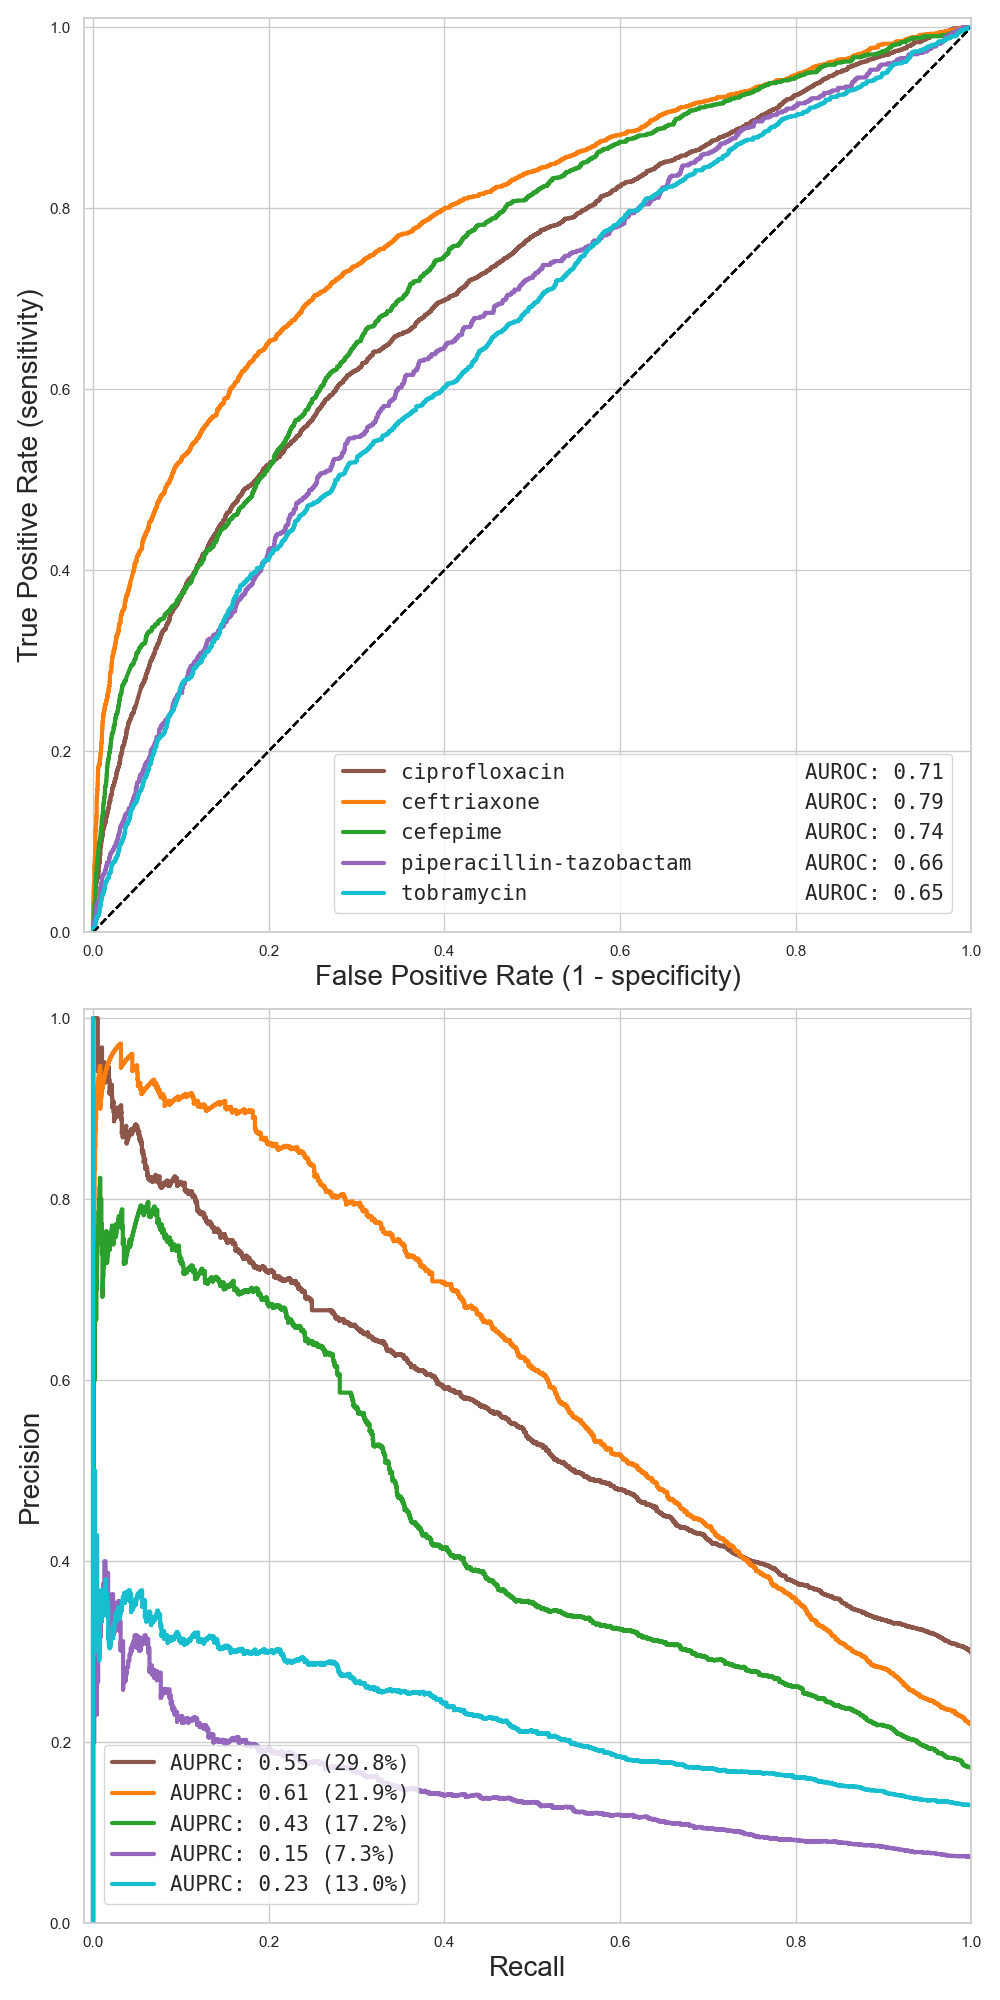 1.0
0.8
0.6
0.4
0.2
0.0
True Positive Rate (sensitivity)
ciprofloxacin AUROC: 0.71
ceftriaxone AUROC: 0.79
cefepime AUROC: 0.74
piperacillin-tazobactam AUROC: 0.66
tobramycin AUROC: 0.65
0.0 0.2 0.4 0.6 0.8 1.0
False Positive Rate (1 - specificity)
1.0
0.8
0.6
0.4
0.2
0.0
Precision
AUPRC: 0.55 (29.8%)
AUPRC: 0.61 (21.9%)
AUPRC: 0.43 (17.2%)
AUPRC: 0.15 (7.3%)
AUPRC: 0.23 (13.0%)
0.0 0.2 0.4 0.6 0.8 1.0
Recall